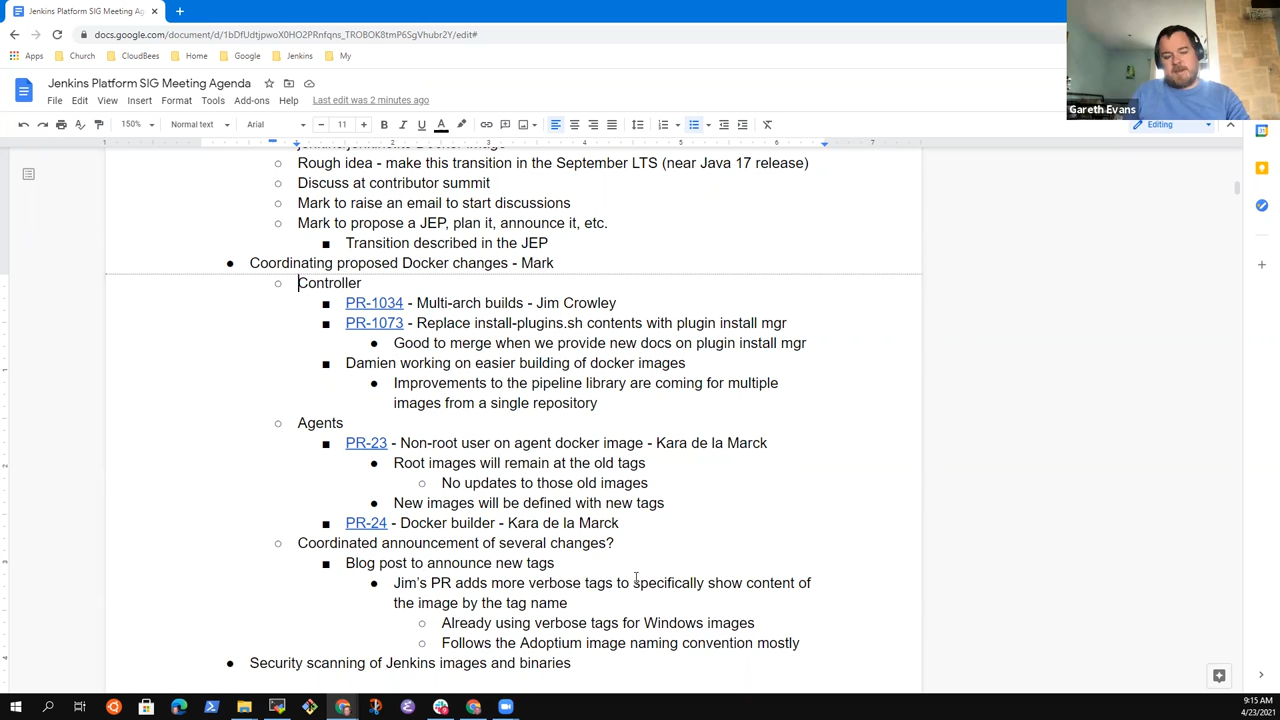 Jenkins Platform SIG Meeting Ag
docs.google.com/document/d/1bDfUdtjpwoX0HO2PRnfqns_TROBOK8tmP6SgVhubr2Y/edit#
Apps Church CloudBees Home Google Jenkins My
Gareth Evans
Jenkins Platform SIG Meeting Agenda
File Edit View Insert Format Tools Add-ons Help Last edit was 2 minutes ago
150% Normal text Arial 11 Editing
1 1 2 3 4 5 6 7
Rough idea - make this transition in the September LTS (near Java 17 release)
Discuss at contributor summit
Mark to raise an email to start discussions
Mark to propose a JEP, plan it, announce it, etc.
Transition described in the JEP
Coordinating proposed Docker changes - Mark
Controller
PR-1034 - Multi-arch builds - Jim Crowley
PR-1073 - Replace install-plugins.sh contents with plugin install mgr
Good to merge when we provide new docs on plugin install mgr
Damien working on easier building of docker images
Improvements to the pipeline library are coming for multiple
images from a single repository
Agents
PR-23 - Non-root user on agent docker image - Kara de la Marck
Root images will remain at the old tags
No updates to those old images
New images will be defined with new tags
PR-24 - Docker builder - Kara de la Marck
Coordinated announcement of several changes?
Blog post to announce new tags
Jim's PR adds more verbose tags to specifically show content of
the image by the tag name
Already using verbose tags for Windows images
Follows the Adoptium image naming convention mostly
Security scanning of Jenkins images and binaries
9:15 AM
4/23/2021